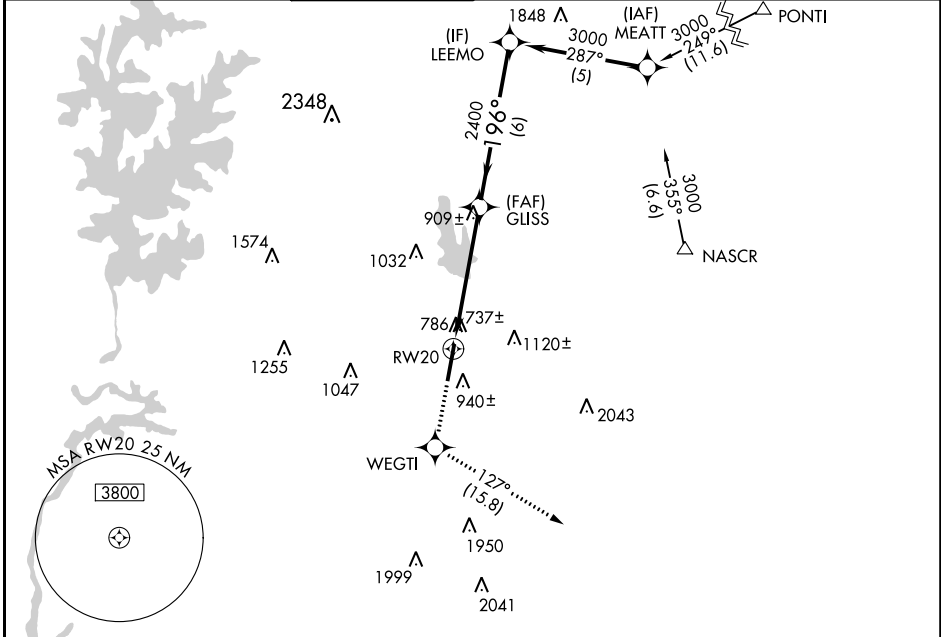 1848
(IAF)
MEATT
PONTI
3000
249°
(11.6)
(IF)
LEEMO
3000
287°
(5)
2348
2400
196°
(6)
3000
355°
(6.6)
909±
(FAF)
GLISS
NASCR
1574
1032
786
737±
RW20
1120±
1255
1047
940±
2043
WEGTI
127°
(15.8)
MSA RW20 25 NM
3800
1950
1999
2041